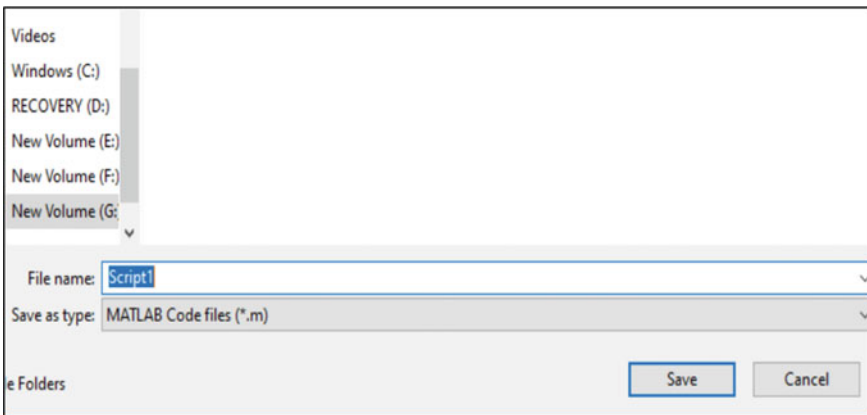 Videos
Windows (C:)
RECOVERY (D:)
New Volume (E:)
New Volume (F:)
New Volume (G:
File name: Script1
Save as type: MATLAB Code files (*.m)
e Folders
Save
Cancel